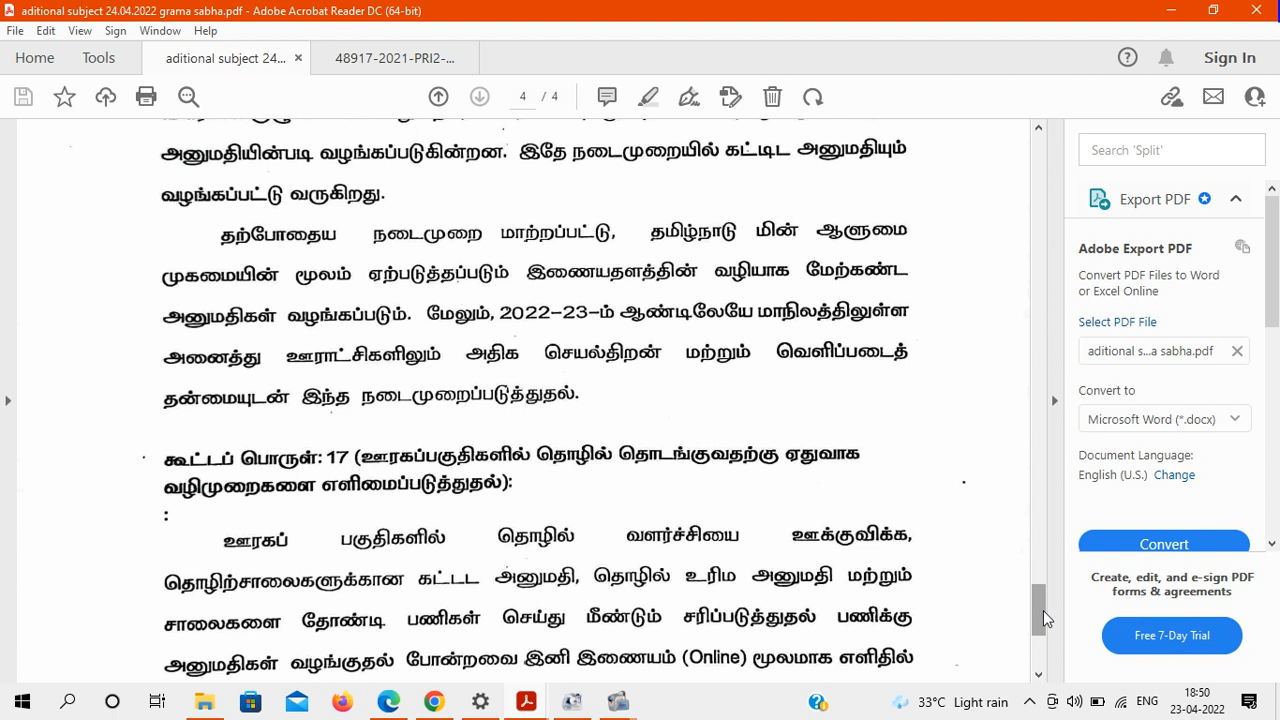 aditional subject 24.04.2022 grama sabha.pdf - Adobe Acrobat Reader DC (64-bit)
File Edit View Sign Window Help
Home Tools aditional subject 24... × 48917-2021-PRI2-... Sign In
4 / 4
அனுமதியின்படி வழங்கப்படுகின்றன. இதே நடைமுறையில் கட்டிட அனுமதியும்
வழங்கப்பட்டு வருகிறது.
தற்போதைய நடைமுறை மாற்றப்பட்டு, தமிழ்நாடு மின் ஆளுமை
முகமையின் மூலம் ஏற்படுத்தப்படும் இணையதளத்தின் வழியாக மேற்கண்ட
அனுமதிகள் வழங்கப்படும். மேலும், 2022-23-ம் ஆண்டிலேயே மாநிலத்திலுள்ள
அனைத்து ஊராட்சிகளிலும் அதிக செயல்திறன் மற்றும் வெளிப்படைத்
தன்மையுடன் இந்த நடைமுறைப்படுத்துதல்.
கூட்டப் பொருள்: 17 (ஊரகப்பகுதிகளில் தொழில் தொடங்குவதற்கு ஏதுவாக
வழிமுறைகளை எளிமைப்படுத்துதல்):
:
ஊரகப் பகுதிகளில் தொழில் வளர்ச்சியை ஊக்குவிக்க,
தொழிற்சாலைகளுக்கான கட்டட அனுமதி, தொழில் உரிம அனுமதி மற்றும்
சாலைகளை தோண்டி பணிகள் செய்து மீண்டும் சரிப்படுத்துதல் பணிக்கு
அனுமதிகள் வழங்குதல் போன்றவை இனி இணையம் (Online) மூலமாக எளிதில்
Search 'Split'
Export PDF
Adobe Export PDF
Convert PDF Files to Word
or Excel Online
Select PDF File
aditional s...a sabha.pdf
Convert to
Microsoft Word (*.docx)
Document Language:
English (U.S.) Change
Convert
Create, edit, and e-sign PDF
forms & agreements
Free 7-Day Trial
33°C Light rain ENG 18:50
23-04-2022